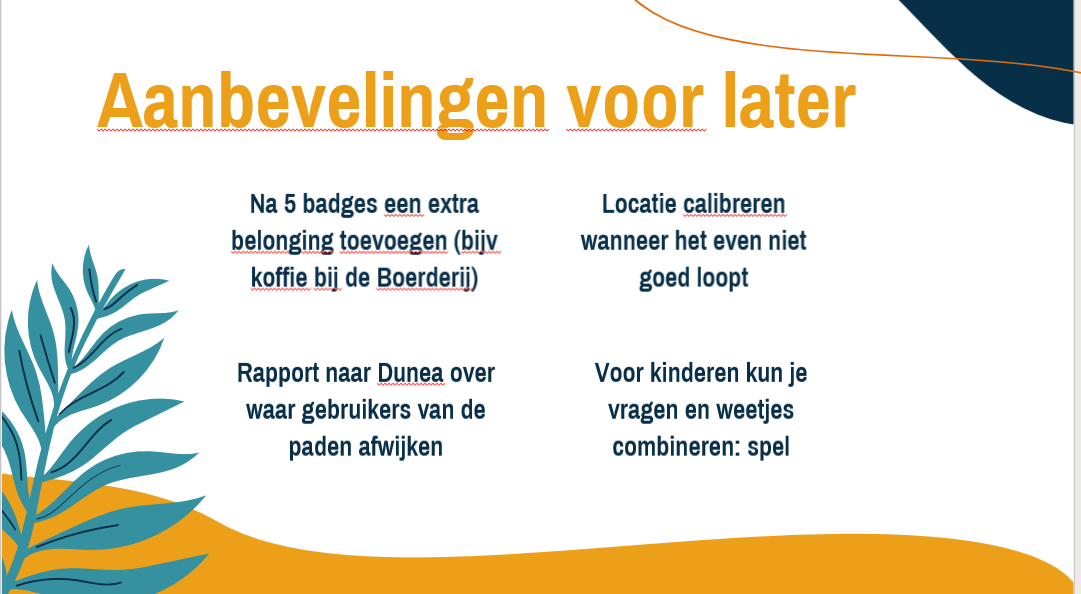 Aanbevelingen voor later
Na 5 badges een extra
belonging toevoegen (bijv
koffie bij de Boerderij)
Locatie calibreren
wanneer het even niet
goed loopt
Rapport naar Dunea over
waar gebruikers van de
paden afwijken
Voor kinderen kun je
vragen en weetjes
combineren: spel